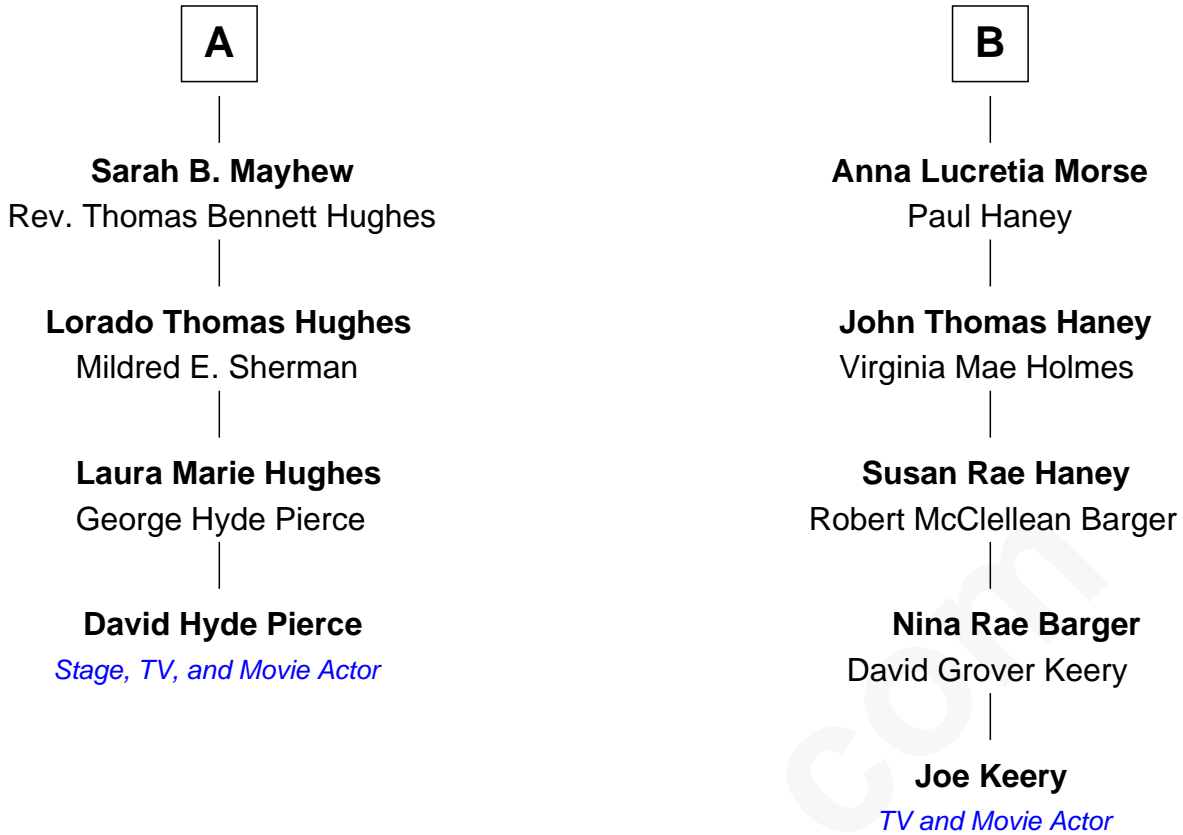 A
Sarah B. Mayhew
Rev. Thomas Bennett Hughes
Lorado Thomas Hughes
Mildred E. Sherman
Laura Marie Hughes
George Hyde Pierce
David Hyde Pierce
Stage, TV, and Movie Actor
B
Anna Lucretia Morse
Paul Haney
John Thomas Haney
Virginia Mae Holmes
Susan Rae Haney
Robert McClellean Barger
Nina Rae Barger
David Grover Keery
Joe Keery
TV and Movie Actor
com